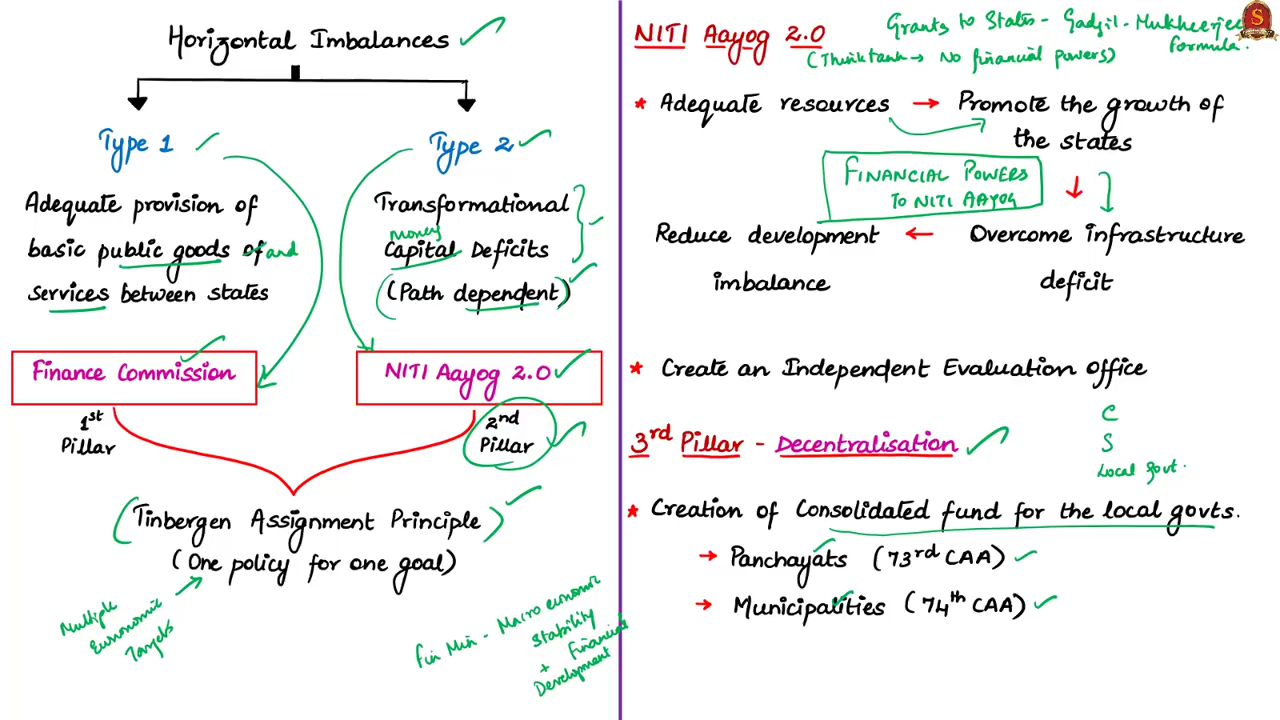 Horizontal Imbalances
Type 1
Adequate provision of
basic public goods of and
services between states
Finance Commission
1st
Pillar
Type 2
Transformational
money
Capital Deficits
(Path dependent)
NITI Aayog 2.0
2nd
Pillar
(Tinbergen Assignment Principle)
(One policy for one goal)
Multiple
Economic
Targets
Fin Min - Macro economic
Stability
+ Financial
Development
NITI Aayog 2.0
Grants to States - Gadgil - Mukherjee
formula.
(Think tank → No financial powers)
* Adequate resources → Promote the growth of
the states
FINANCIAL POWERS
TO NITI AAYOG
Reduce development ← Overcome infrastructure
imbalance deficit
* Create an Independent Evaluation office
C
S
Local Govt.
3rd Pillar - Decentralisation
* Creation of Consolidated fund for the local govts.
→ Panchayats (73rd CAA)
→ Municipalities (74th CAA)
S